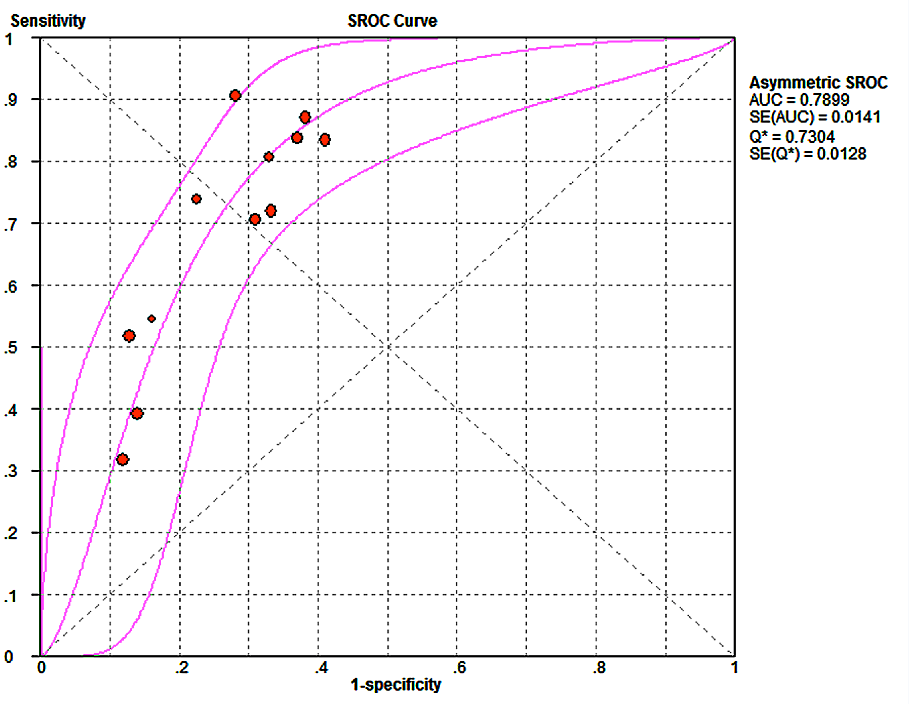 Sensitivity
SROC Curve
1
.9
.8
.7
.6
.5
.4
.3
.2
.1
0
0
.2
.4
.6
.8
1
1-specificity
Asymmetric SROC
AUC = 0.7899
SE(AUC) = 0.0141
Q* = 0.7304
SE(Q*) = 0.0128